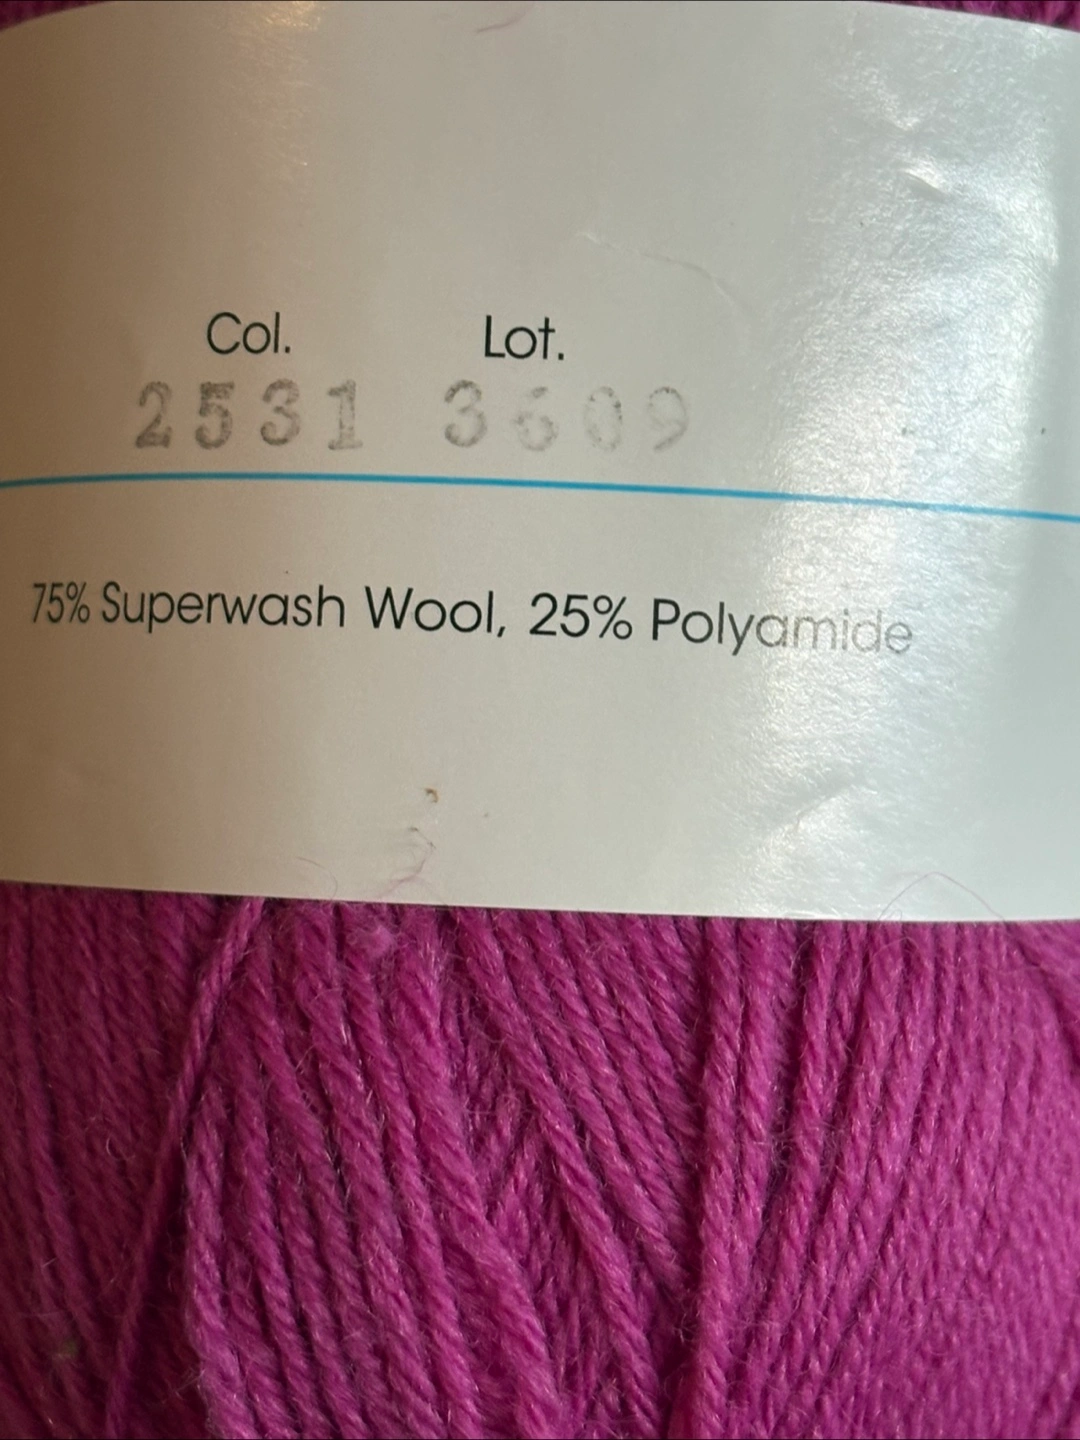 Col. Lot.
2531 3609
75% Superwash Wool, 25% Polyamide